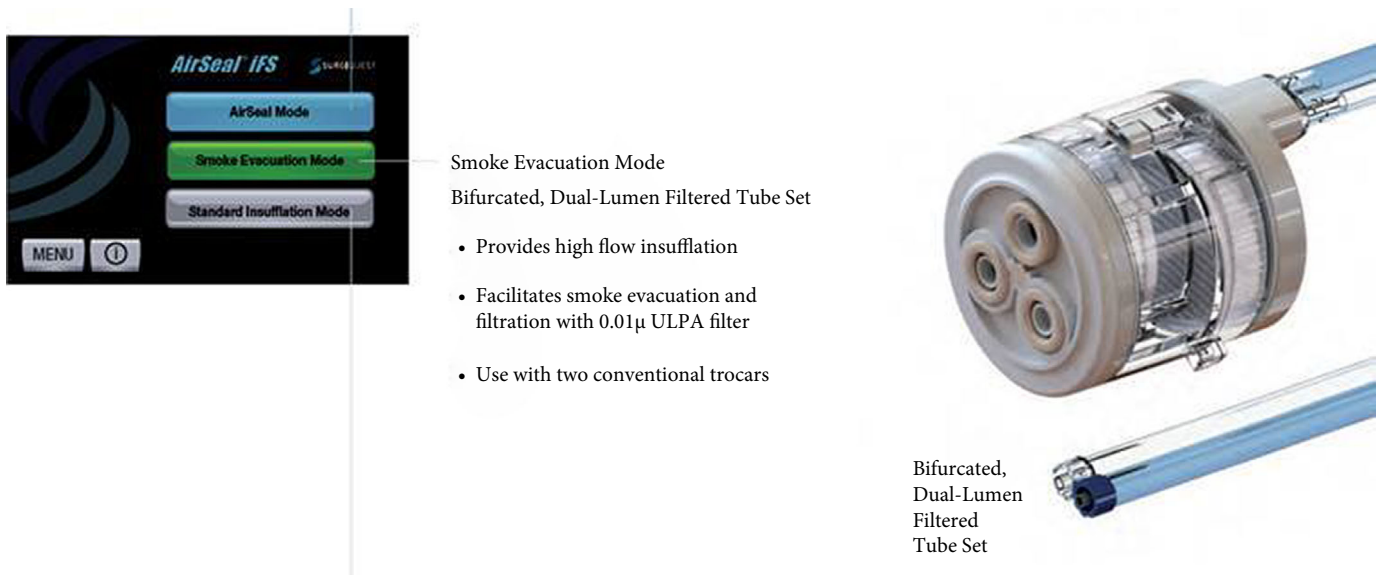 AirSeal® iFS
SURGIQUEST
AirSeal Mode
Smoke Evacuation Mode
Standard Insufflation Mode
MENU
Smoke Evacuation Mode
Bifurcated, Dual-Lumen Filtered Tube Set
• Provides high flow insufflation
• Facilitates smoke evacuation and
filtration with 0.01μ ULPA filter
• Use with two conventional trocars
Bifurcated,
Dual-Lumen
Filtered
Tube Set